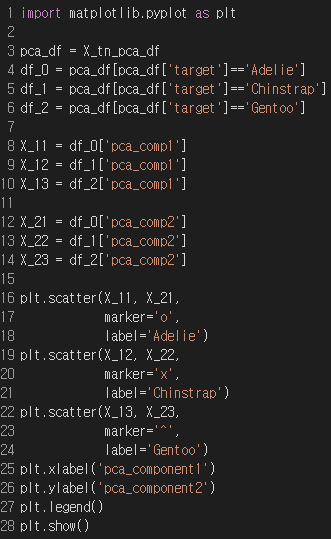 1 import matplotlib.pyplot as plt
2
3 pca_df = X_tn_pca_df
4 df_0 = pca_df[pca_df['target']=='Adelie']
5 df_1 = pca_df[pca_df['target']=='Chinstrap']
6 df_2 = pca_df[pca_df['target']=='Gentoo']
7
8 X_11 = df_0['pca_comp1']
9 X_12 = df_1['pca_comp1']
10 X_13 = df_2['pca_comp1']
11
12 X_21 = df_0['pca_comp2']
13 X_22 = df_1['pca_comp2']
14 X_23 = df_2['pca_comp2']
15
16 plt.scatter(X_11, X_21,
17             marker='o',
18             label='Adelie')
19 plt.scatter(X_12, X_22,
20             marker='x',
21             label='Chinstrap')
22 plt.scatter(X_13, X_23,
23             marker='^',
24             label='Gentoo')
25 plt.xlabel('pca_component1')
26 plt.ylabel('pca_component2')
27 plt.legend()
28 plt.show()